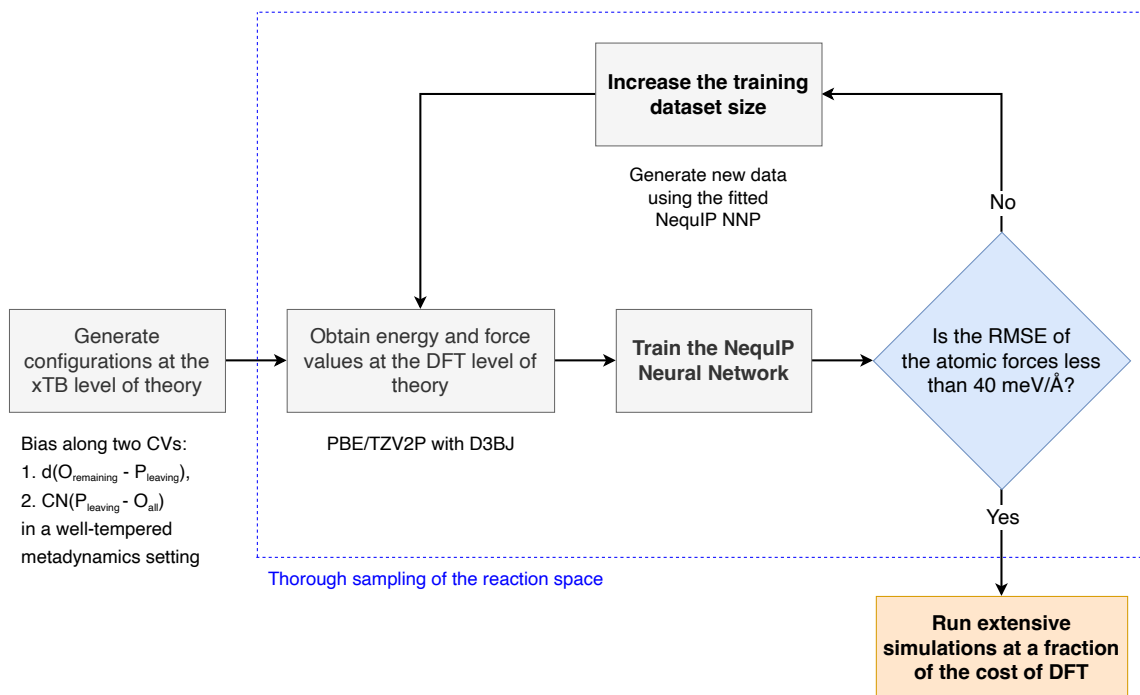 Increase the training
dataset size
Generate new data
using the fitted
NequIP NNP
No
Generate
configurations at the
xTB level of theory
Obtain energy and force
values at the DFT level of
theory
Train the NequIP
Neural Network
Is the RMSE of
the atomic forces less
than 40 meV/Å?
Bias along two CVs:
1. d(O_remaining - P_leaving),
2. CN(P_leaving - O_all)
in a well-tempered
metadynamics setting
PBE/TZV2P with D3BJ
Yes
Thorough sampling of the reaction space
Run extensive
simulations at a fraction
of the cost of DFT